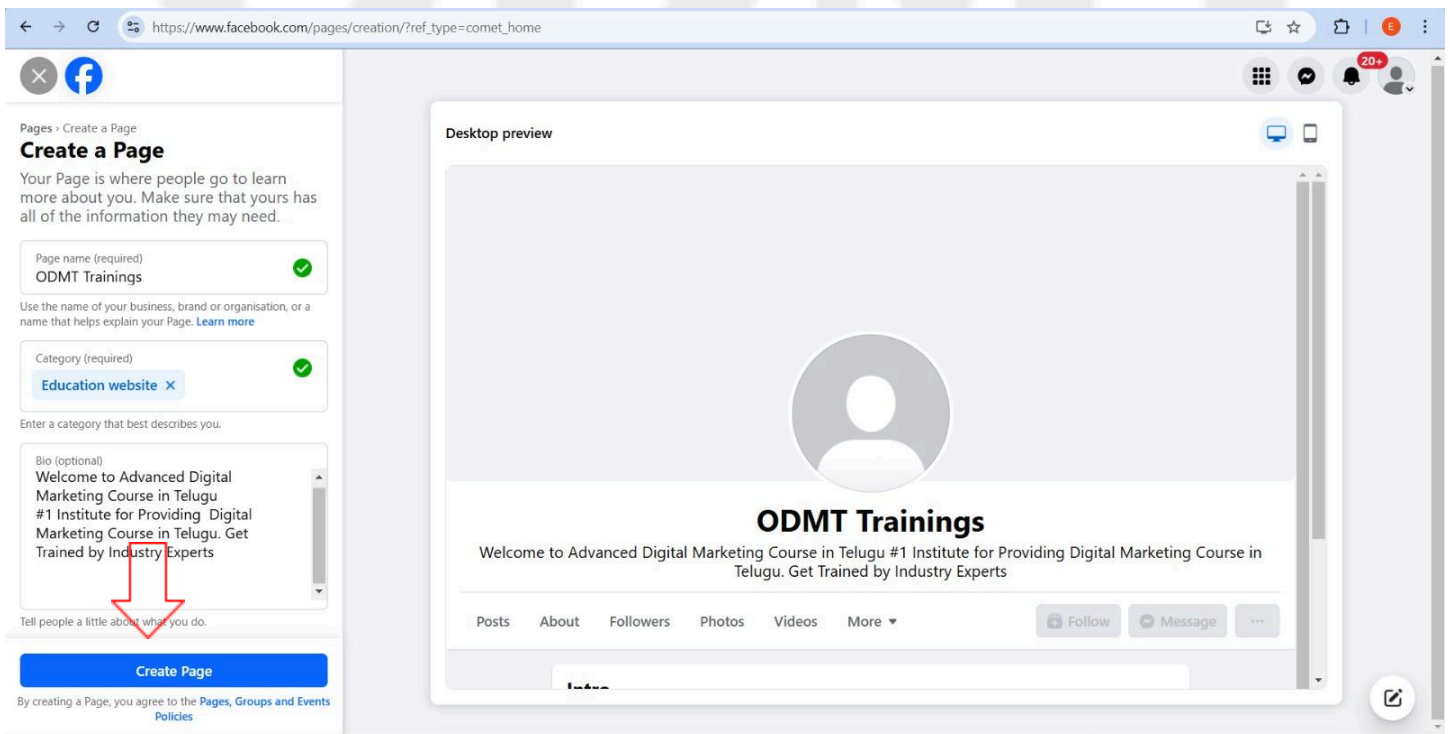 https://www.facebook.com/pages/creation/?ref_type=comet_home
E
20+
Pages › Create a Page
Create a Page
Your Page is where people go to learn
more about you. Make sure that yours has
all of the information they may need.
Page name (required)
ODMT Trainings
Use the name of your business, brand or organisation, or a
name that helps explain your Page. Learn more
Category (required)
Education website ×
Enter a category that best describes you.
Bio (optional)
Welcome to Advanced Digital
Marketing Course in Telugu
#1 Institute for Providing  Digital
Marketing Course in Telugu. Get
Trained by Industry Experts
Tell people a little about what you do.
Create Page
By creating a Page, you agree to the Pages, Groups and Events
Policies
Desktop preview
ODMT Trainings
Welcome to Advanced Digital Marketing Course in Telugu #1 Institute for Providing Digital Marketing Course in
Telugu. Get Trained by Industry Experts
Posts About Followers Photos Videos More Follow Message ...
Intro